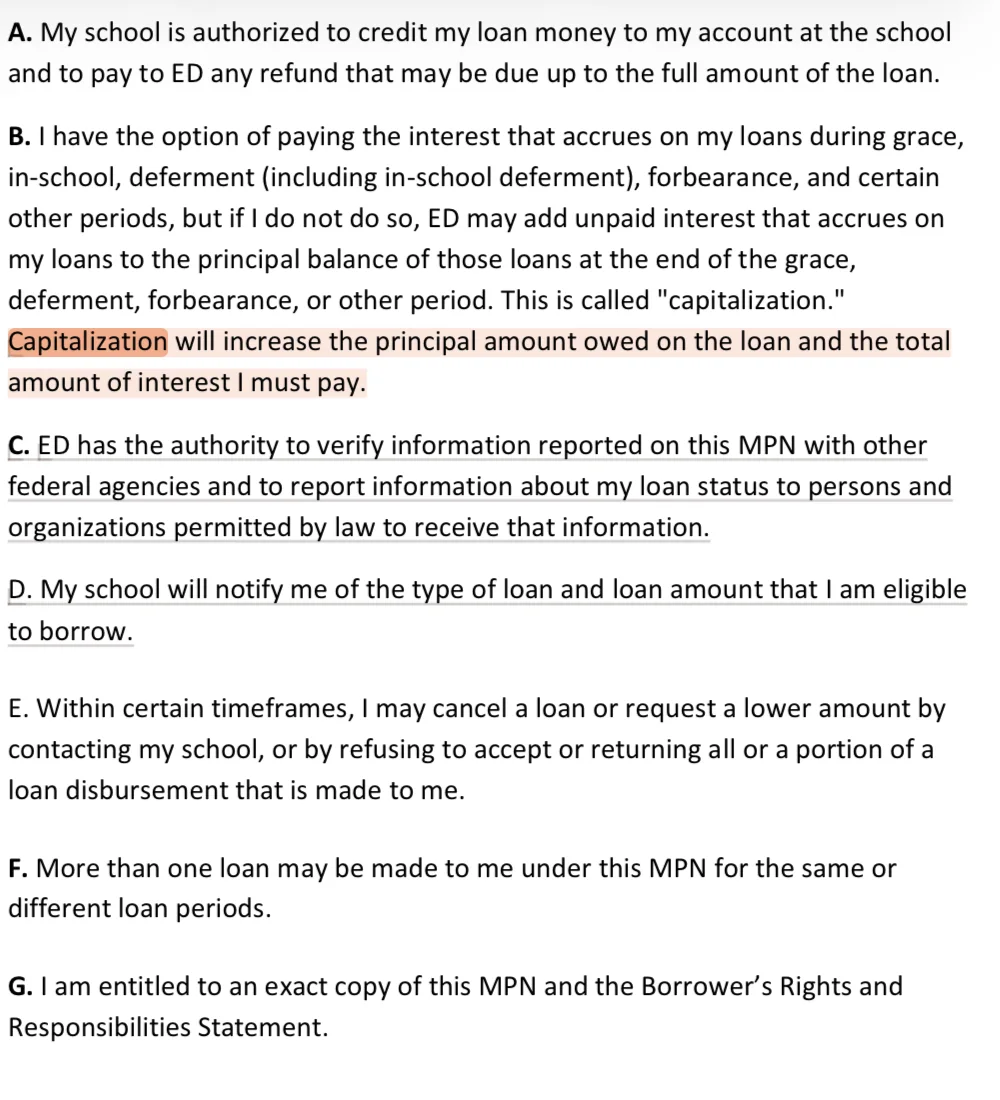 A. My school is authorized to credit my loan money to my account at the school
and to pay to ED any refund that may be due up to the full amount of the loan.
B. I have the option of paying the interest that accrues on my loans during grace,
in-school, deferment (including in-school deferment), forbearance, and certain
other periods, but if I do not do so, ED may add unpaid interest that accrues on
my loans to the principal balance of those loans at the end of the grace,
deferment, forbearance, or other period. This is called "capitalization."
Capitalization will increase the principal amount owed on the loan and the total
amount of interest I must pay.
C. ED has the authority to verify information reported on this MPN with other
federal agencies and to report information about my loan status to persons and
organizations permitted by law to receive that information.
D. My school will notify me of the type of loan and loan amount that I am eligible
to borrow.
E. Within certain timeframes, I may cancel a loan or request a lower amount by
contacting my school, or by refusing to accept or returning all or a portion of a
loan disbursement that is made to me.
F. More than one loan may be made to me under this MPN for the same or
different loan periods.
G. I am entitled to an exact copy of this MPN and the Borrower’s Rights and
Responsibilities Statement.